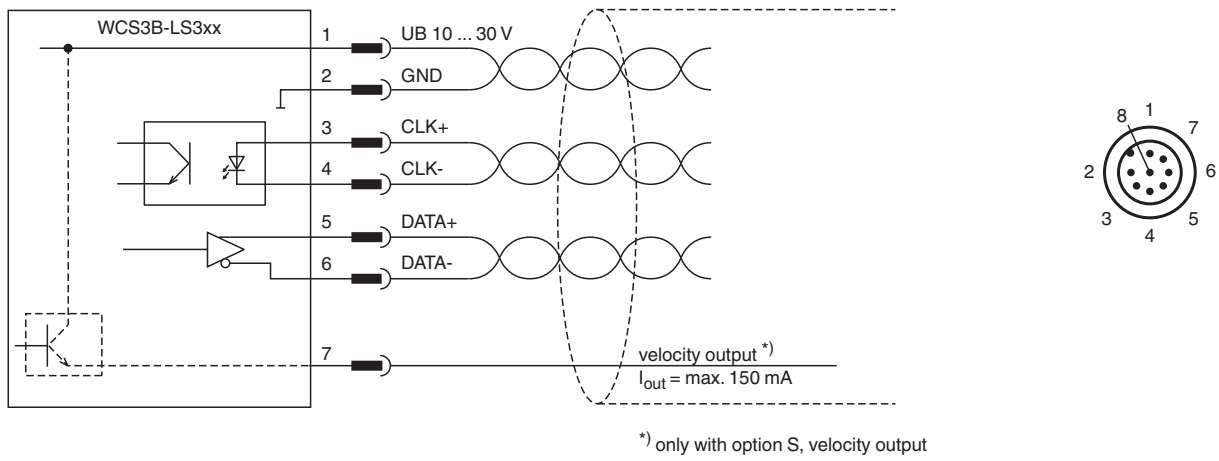 WCS3B-LS3xx
1 UB 10 ... 30 V
2 GND
3 CLK+
4 CLK-
5 DATA+
6 DATA-
7
velocity output *)
Iout = max. 150 mA
*) only with option S, velocity output
8 1 7
2 6
3 5
4